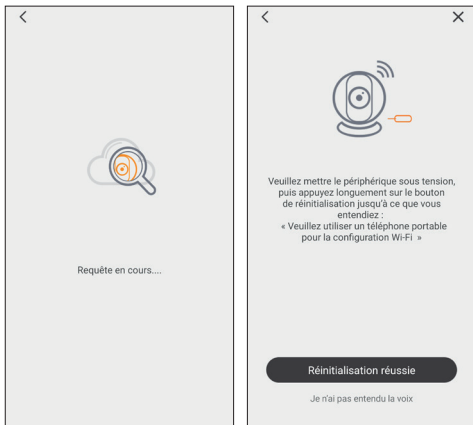 Requête en cours....
Veuillez mettre le périphérique sous tension,
puis appuyez longuement sur le bouton
de réinitialisation jusqu'à ce que vous
entendiez :
« Veuillez utiliser un téléphone portable
pour la configuration Wi-Fi »
Réinitialisation réussie
Je n'ai pas entendu la voix